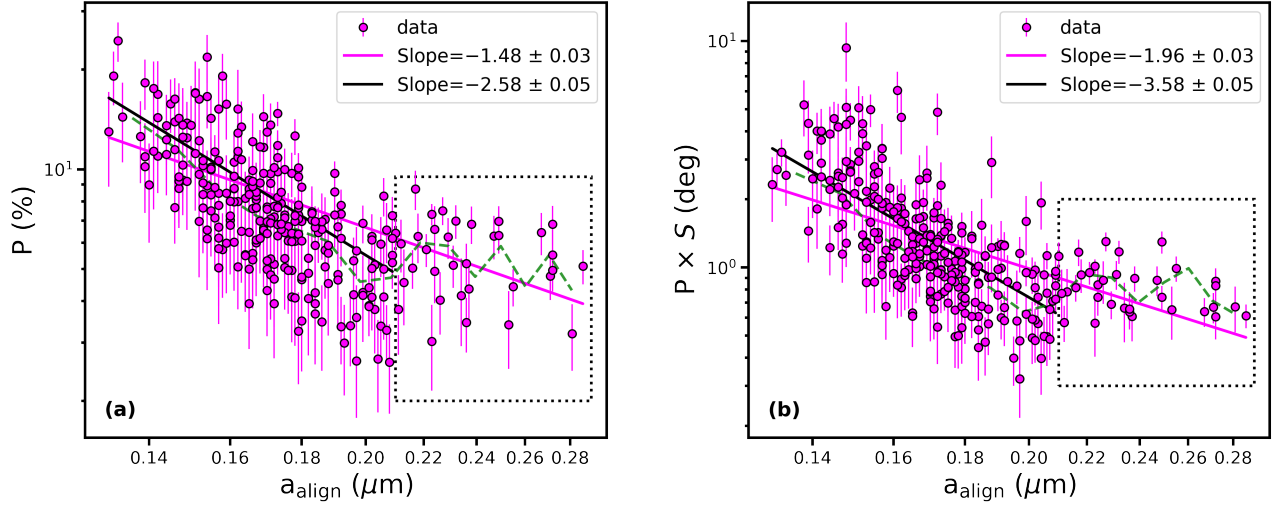 data
Slope=−1.48 ± 0.03
Slope=−2.58 ± 0.05
10¹
P (%)
(a)
0.14 0.16 0.18 0.20 0.22 0.24 0.26 0.28
a_align (μm)
data
Slope=−1.96 ± 0.03
Slope=−3.58 ± 0.05
10¹
10⁰
P × S (deg)
(b)
0.14 0.16 0.18 0.20 0.22 0.24 0.26 0.28
a_align (μm)